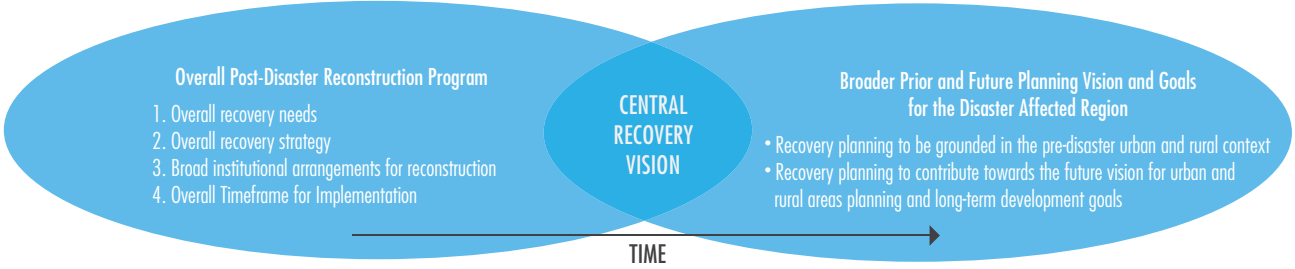 Overall Post-Disaster Reconstruction Program
1. Overall recovery needs
2. Overall recovery strategy
3. Broad institutional arrangements for reconstruction
4. Overall Timeframe for Implementation
CENTRAL
RECOVERY
VISION
Broader Prior and Future Planning Vision and Goals
for the Disaster Affected Region
• Recovery planning to be grounded in the pre-disaster urban and rural context
• Recovery planning to contribute towards the future vision for urban and
rural areas planning and long-term development goals
TIME